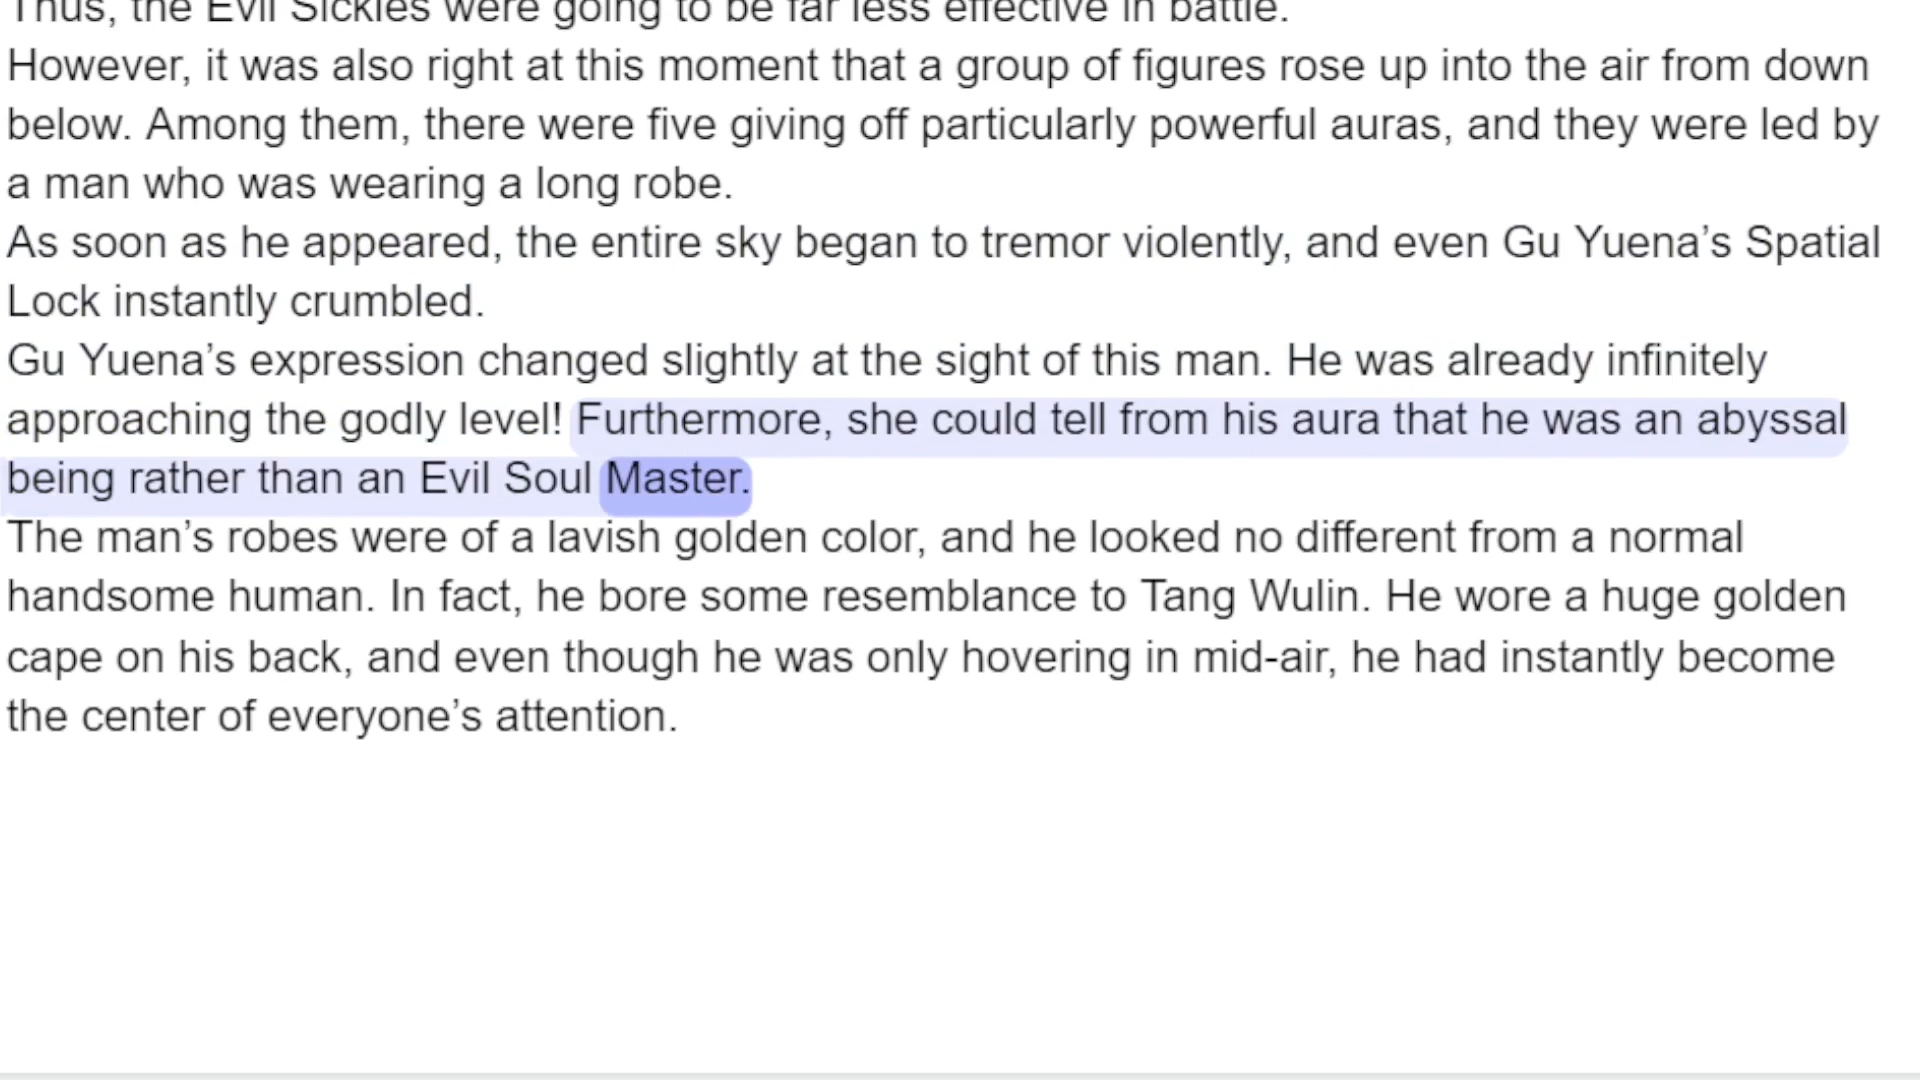 Thus, the Evil Sickles were going to be far less effective in battle.
However, it was also right at this moment that a group of figures rose up into the air from down
below. Among them, there were five giving off particularly powerful auras, and they were led by
a man who was wearing a long robe.
As soon as he appeared, the entire sky began to tremor violently, and even Gu Yuena’s Spatial
Lock instantly crumbled.
Gu Yuena’s expression changed slightly at the sight of this man. He was already infinitely
approaching the godly level! Furthermore, she could tell from his aura that he was an abyssal
being rather than an Evil Soul Master.
The man’s robes were of a lavish golden color, and he looked no different from a normal
handsome human. In fact, he bore some resemblance to Tang Wulin. He wore a huge golden
cape on his back, and even though he was only hovering in mid-air, he had instantly become
the center of everyone’s attention.